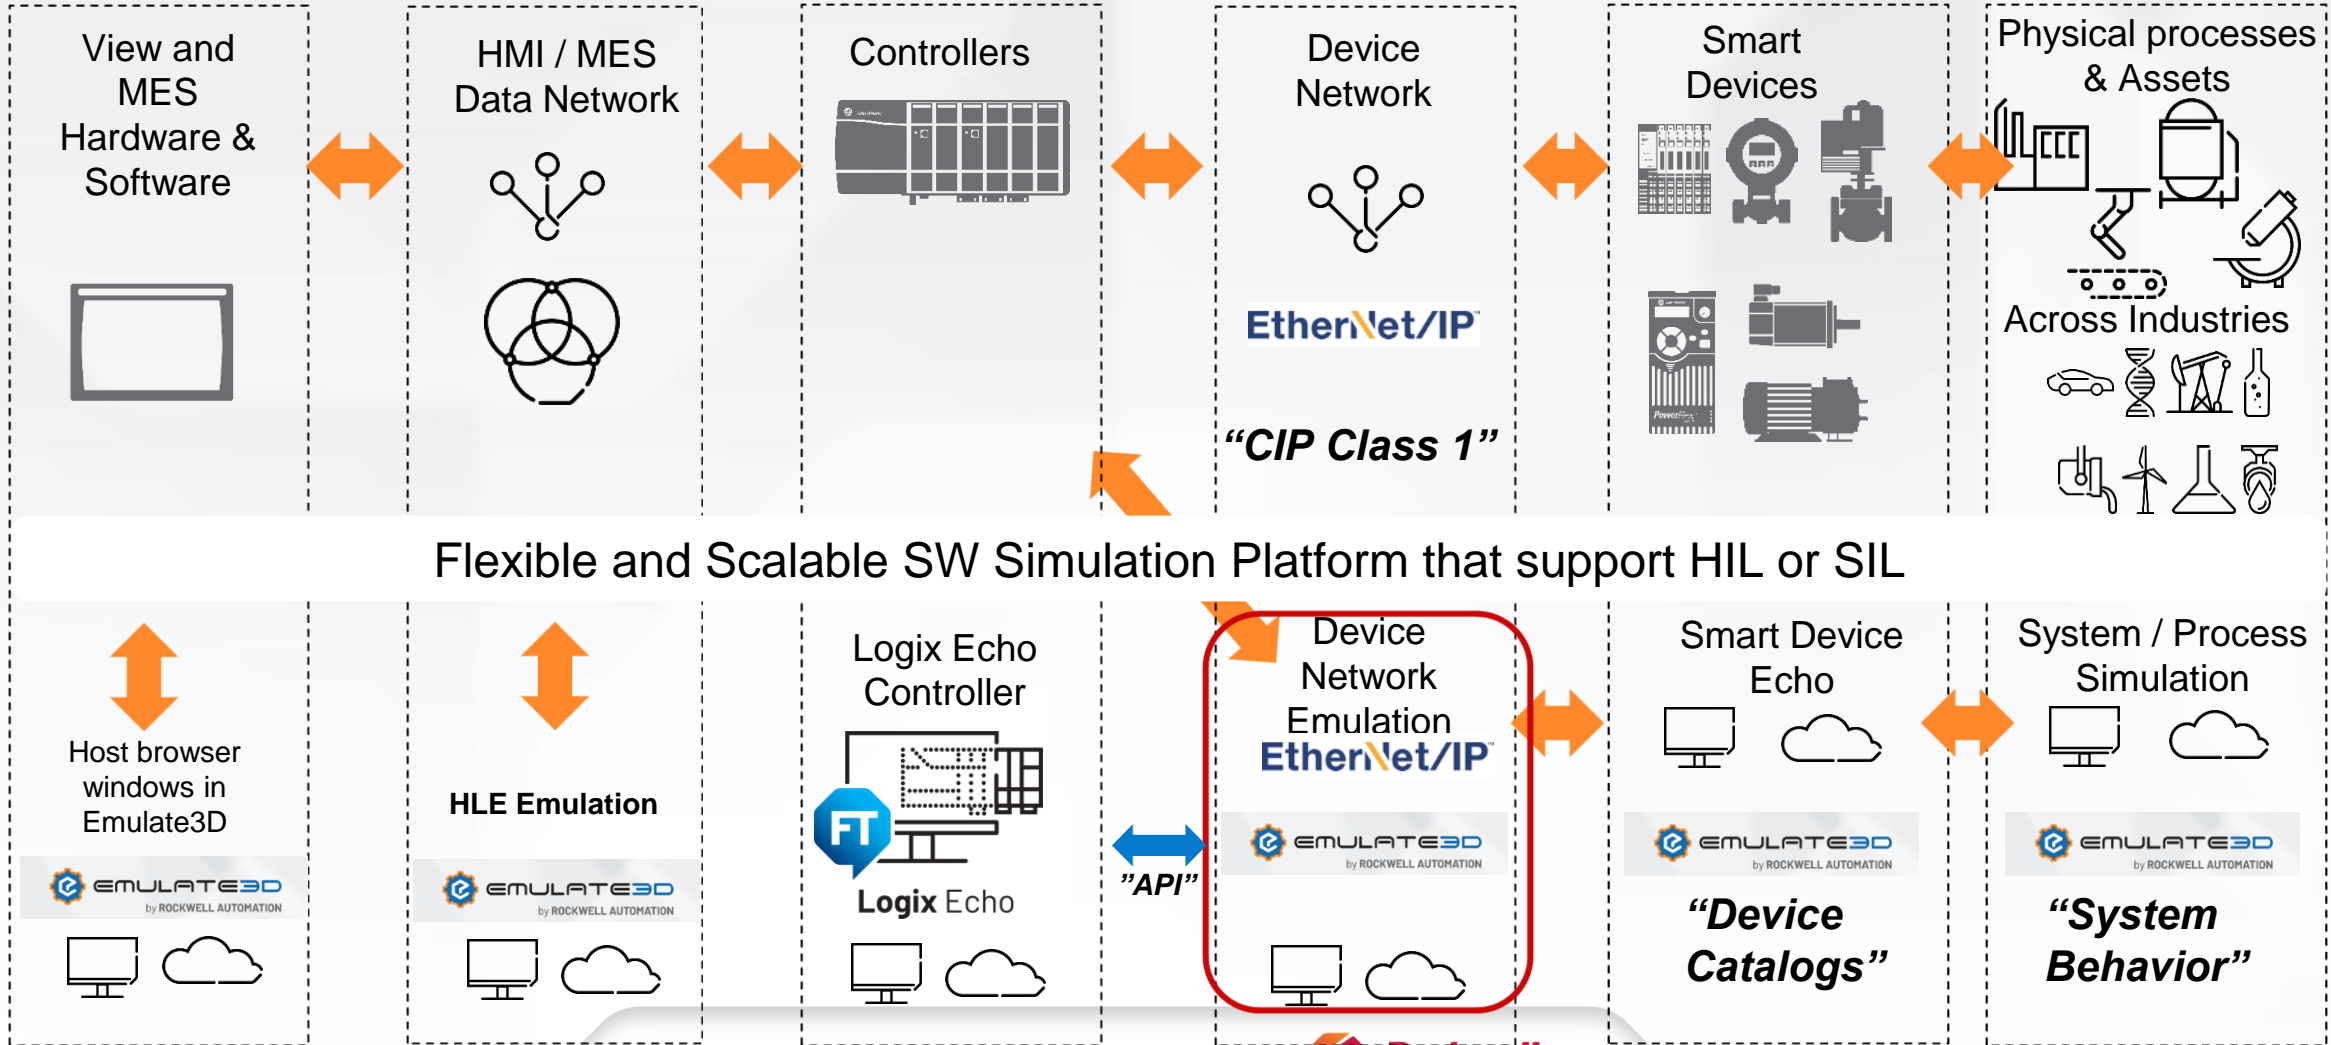 View and
MES
Hardware &
Software
HMI / MES
Data Network
Controllers
Device
Network
EtherNet/IP
“CIP Class 1”
Smart
Devices
PowerFlex
Physical processes
& Assets
Across Industries
Flexible and Scalable SW Simulation Platform that support HIL or SIL
Host browser
windows in
Emulate3D
EMULATE3D
by ROCKWELL AUTOMATION
HLE Emulation
EMULATE3D
by ROCKWELL AUTOMATION
Logix Echo
Controller
FT
Logix Echo
”API”
Device
Network
Emulation
EtherNet/IP
EMULATE3D
by ROCKWELL AUTOMATION
Smart Device
Echo
EMULATE3D
by ROCKWELL AUTOMATION
“Device
Catalogs”
System / Process
Simulation
EMULATE3D
by ROCKWELL AUTOMATION
“System
Behavior”